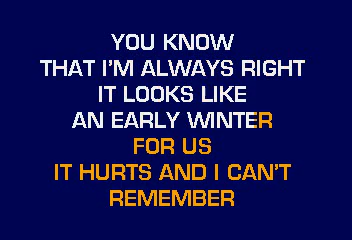 YOU KNOW
THAT I'M ALWAYS RIGHT
IT LOOKS LIKE
AN EARLY WINTER
FOR US
IT HURTS AND I CAN'T
REMEMBER